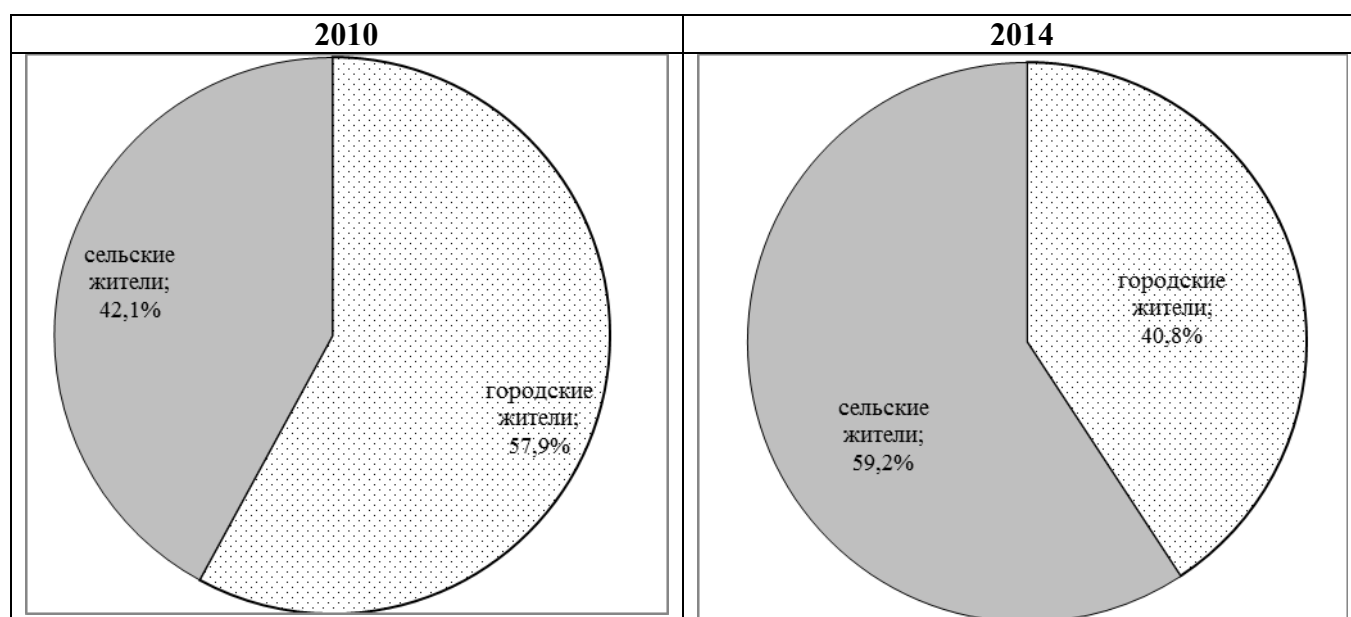 2010
2014
сельские
жители;
42,1%
городские
жители;
57,9%
городские
жители;
40,8%
сельские
жители;
59,2%